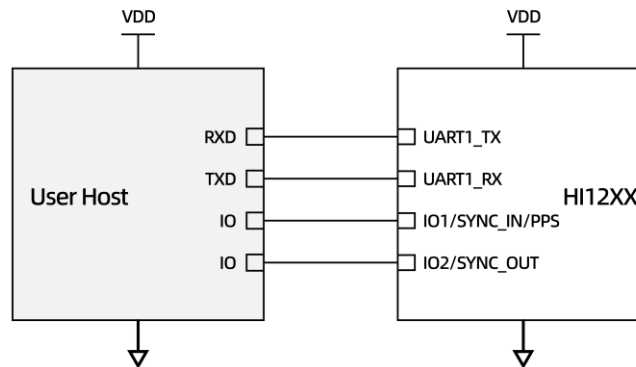 VDD
VDD
RXD
UART1_TX
TXD
UART1_RX
User Host
HI12XX
IO
IO1/SYNC_IN/PPS
IO
IO2/SYNC_OUT